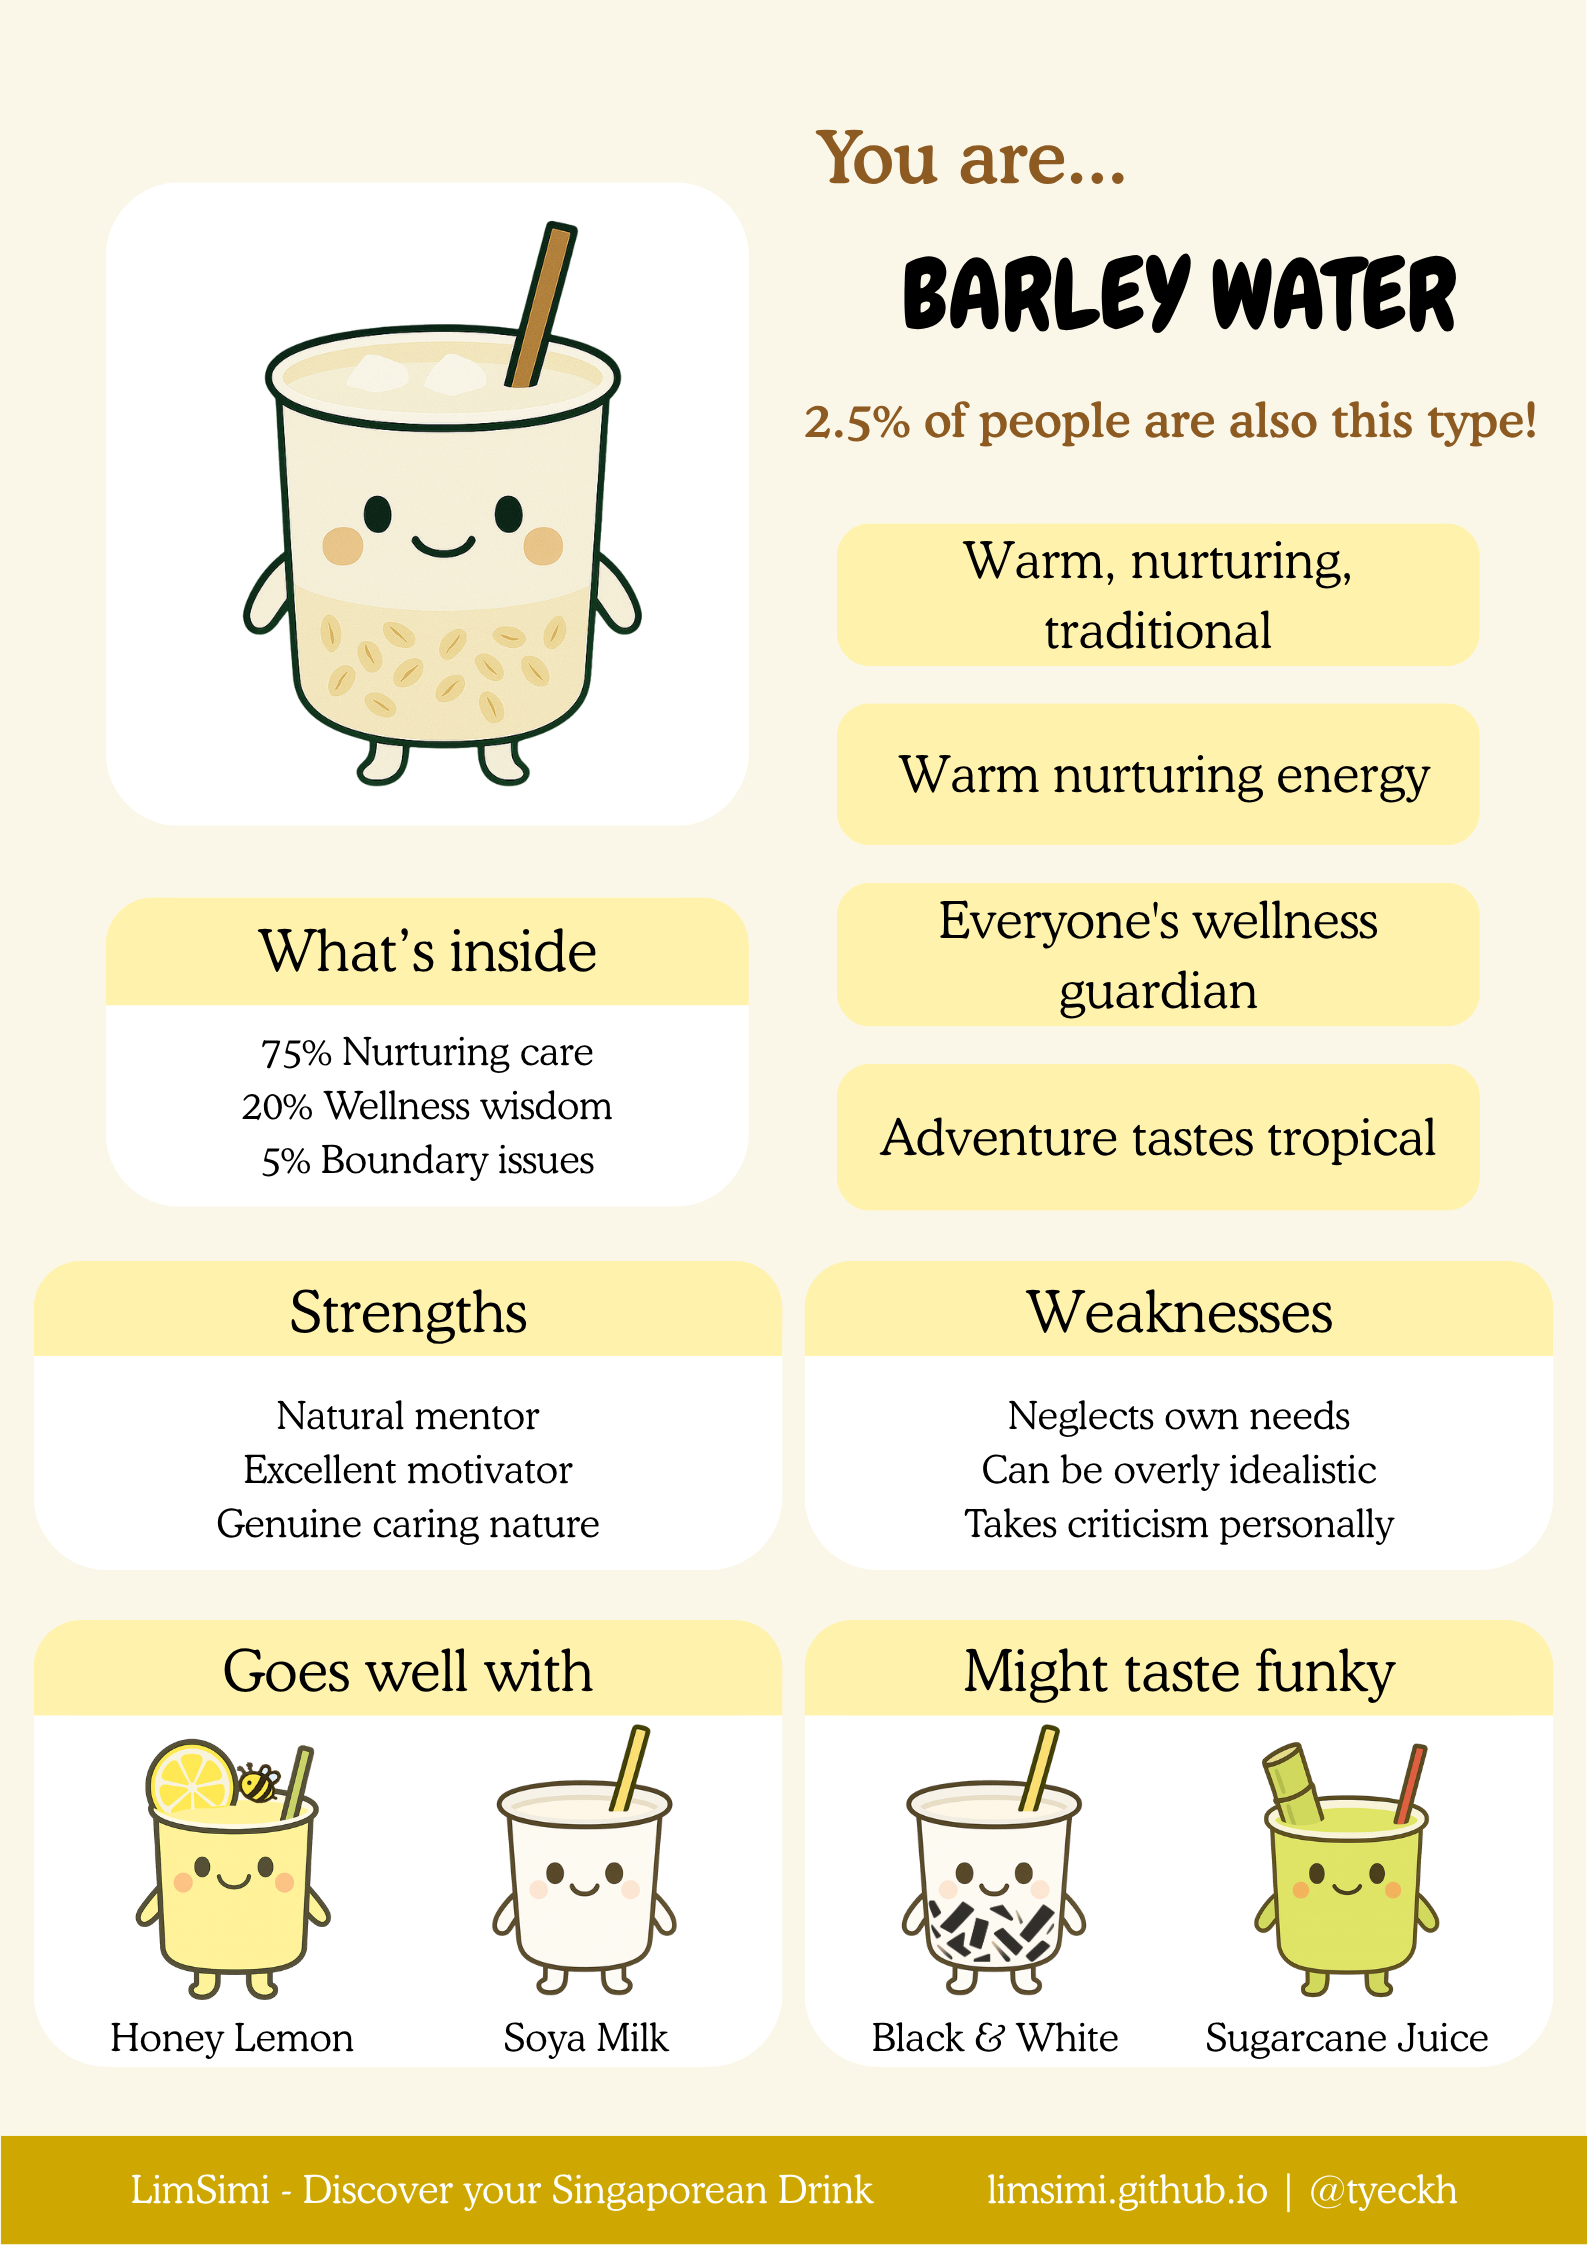 You are...
BARLEY WATER
2.5% of people are also this type!
Warm, nurturing,
traditional
Warm nurturing energy
Everyone's wellness
guardian
Adventure tastes tropical
What’s inside
75% Nurturing care
20% Wellness wisdom
5% Boundary issues
Strengths
Natural mentor
Excellent motivator
Genuine caring nature
Weaknesses
Neglects own needs
Can be overly idealistic
Takes criticism personally
Goes well with
Honey Lemon
Soya Milk
Might taste funky
Black & White
Sugarcane Juice
LimSimi - Discover your Singaporean Drink
limsimi.github.io | @tyeckh